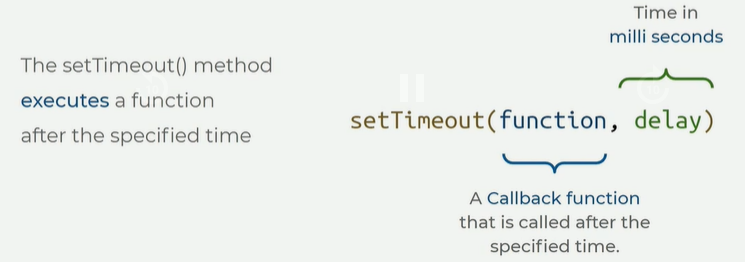 The setTimeout() method
executes a function
after the specified time
Time in
milli seconds
setTimeout(function, delay)
A Callback function
that is called after the
specified time.